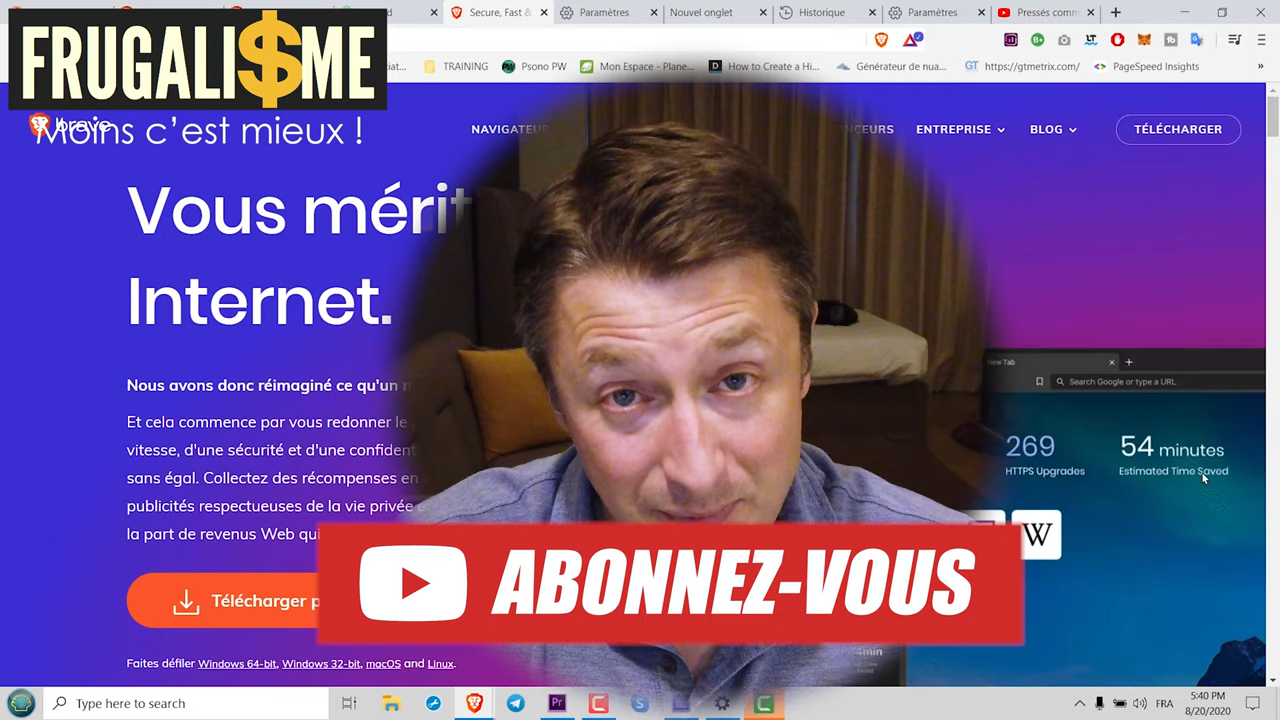 Secure, Fast &
Paramètres
Nouvel onglet
Historique
Paramètres
Pressés comm
FRUGALI$ME
Moins c'est mieux !
brave
TRAINING
Psono PW
Mon Espace - Plane...
How to Create a Hi...
Générateur de nua...
GT
https://gtmetrix.com/
PageSpeed Insights
»
NAVIGATEUR
ENTREPRISE
BLOG
TÉLÉCHARGER
Vous mérit
Internet.
Nous avons donc réimaginé ce qu'un n
Et cela commence par vous redonner le
vitesse, d'une sécurité et d'une confident
sans égal. Collectez des récompenses en
publicités respectueuses de la vie privée
la part de revenus Web qui
Télécharger p
Faites défiler Windows 64-bit, Windows 32-bit, macOS and Linux.
New Tab
Search Google or type a URL
269
HTTPS Upgrades
54 minutes
Estimated Time Saved
W
4min
ABONNEZ-VOUS
Type here to search
Pr
FRA
5:40 PM
8/20/2020